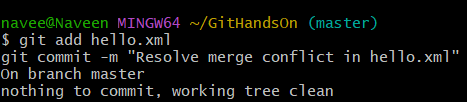 navee@Naveen MINGW64 ~/GitHandsOn (master)
$ git add hello.xml
git commit -m "Resolve merge conflict in hello.xml"
On branch master
nothing to commit, working tree clean